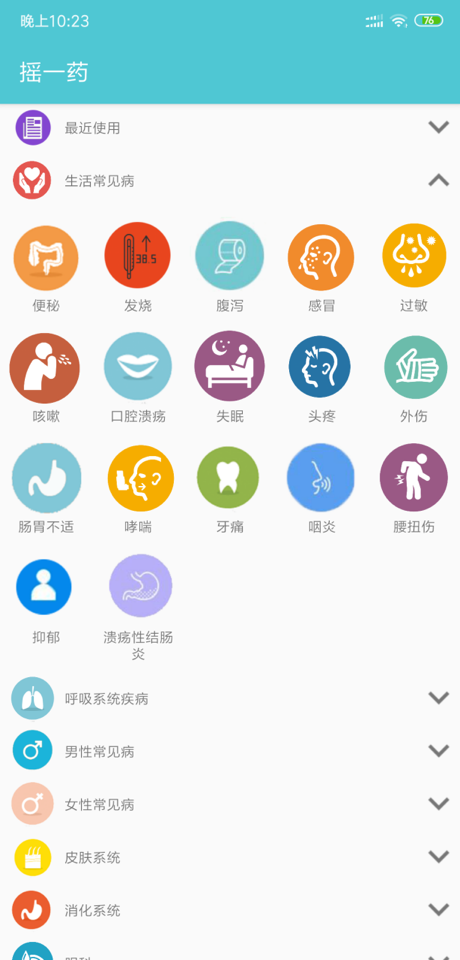 晚上10:23
76
摇一药
最近使用
生活常见病
38.5
便秘
发烧
腹泻
感冒
过敏
咳嗽
口腔溃疡
失眠
头疼
外伤
肠胃不适
哮喘
牙痛
咽炎
腰扭伤
抑郁
溃疡性结肠
炎
呼吸系统疾病
男性常见病
女性常见病
皮肤系统
消化系统